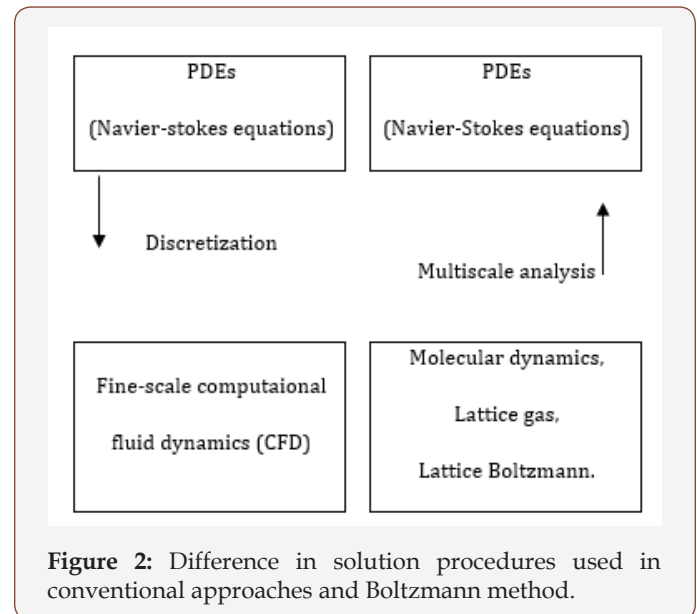 PDEs
(Navier-stokes equations)
Discretization
Fine-scale computaional
fluid dynamics (CFD)
PDEs
(Navier-Stokes equations)
Multiscale analysis
Molecular dynamics,
Lattice gas,
Lattice Boltzmann.
Figure 2: Difference in solution procedures used in
conventional approaches and Boltzmann method.